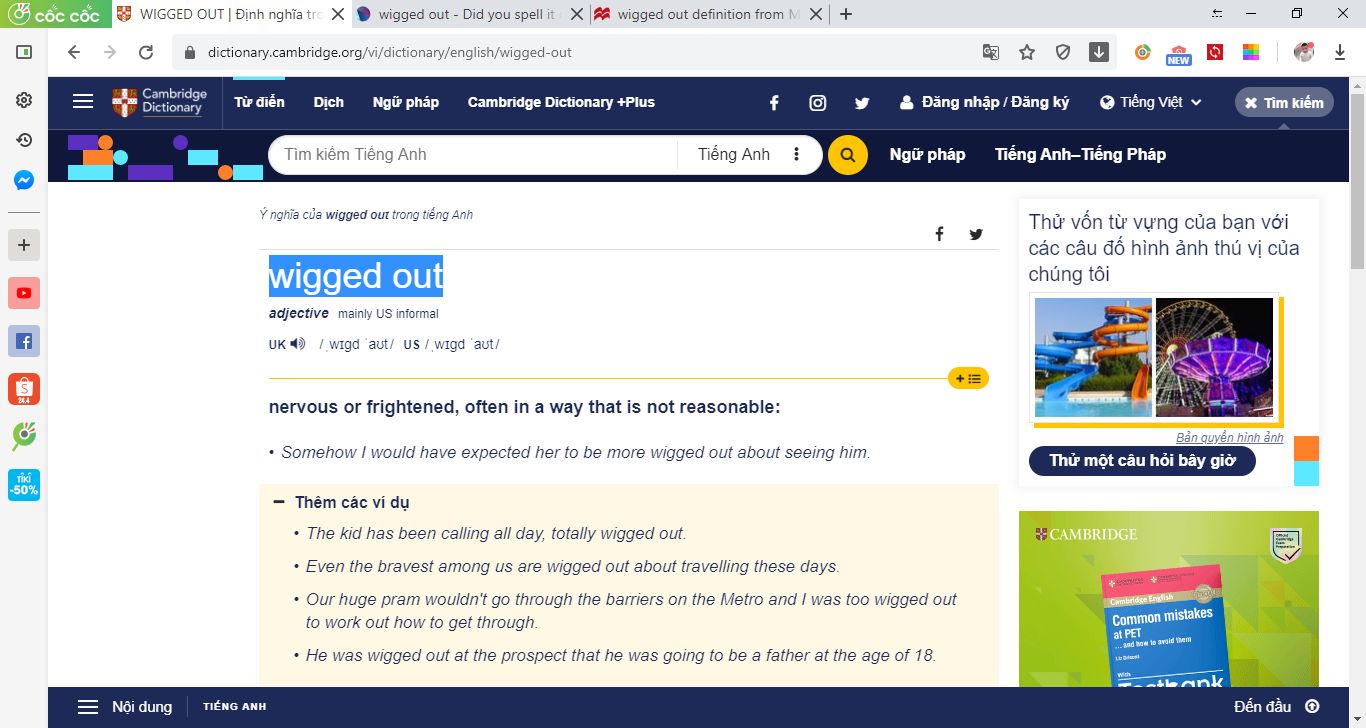 cốc cốc
WIGGED OUT | Định nghĩa tro
wigged out - Did you spell it c
wigged out definition from M
dictionary.cambridge.org/vi/dictionary/english/wigged-out
NEW
Cambridge
Dictionary
Từ điển
Dịch
Ngữ pháp
Cambridge Dictionary +Plus
Đăng nhập / Đăng ký
Tiếng Việt
Tìm kiếm
Tìm kiếm Tiếng Anh
Tiếng Anh
Ngữ pháp
Tiếng Anh–Tiếng Pháp
Ý nghĩa của wigged out trong tiếng Anh
wigged out
adjective mainly US informal
UK /ˌwɪɡd ˈaʊt/ US /ˌwɪɡd ˈaʊt/
nervous or frightened, often in a way that is not reasonable:
• Somehow I would have expected her to be more wigged out about seeing him.
Thêm các ví dụ
• The kid has been calling all day, totally wigged out.
• Even the bravest among us are wigged out about travelling these days.
• Our huge pram wouldn't go through the barriers on the Metro and I was too wigged out
to work out how to get through.
• He was wigged out at the prospect that he was going to be a father at the age of 18.
Thử vốn từ vựng của bạn với
các câu đố hình ảnh thú vị của
chúng tôi
Bản quyền hình ảnh
Thử một câu hỏi bây giờ
CAMBRIDGE
Cambridge English
Common mistakes
at PET
... and how to avoid them
Liz Driscoll
With
Testbank
24.4
TIKI
-50%
Nội dung
TIẾNG ANH
Đến đầu